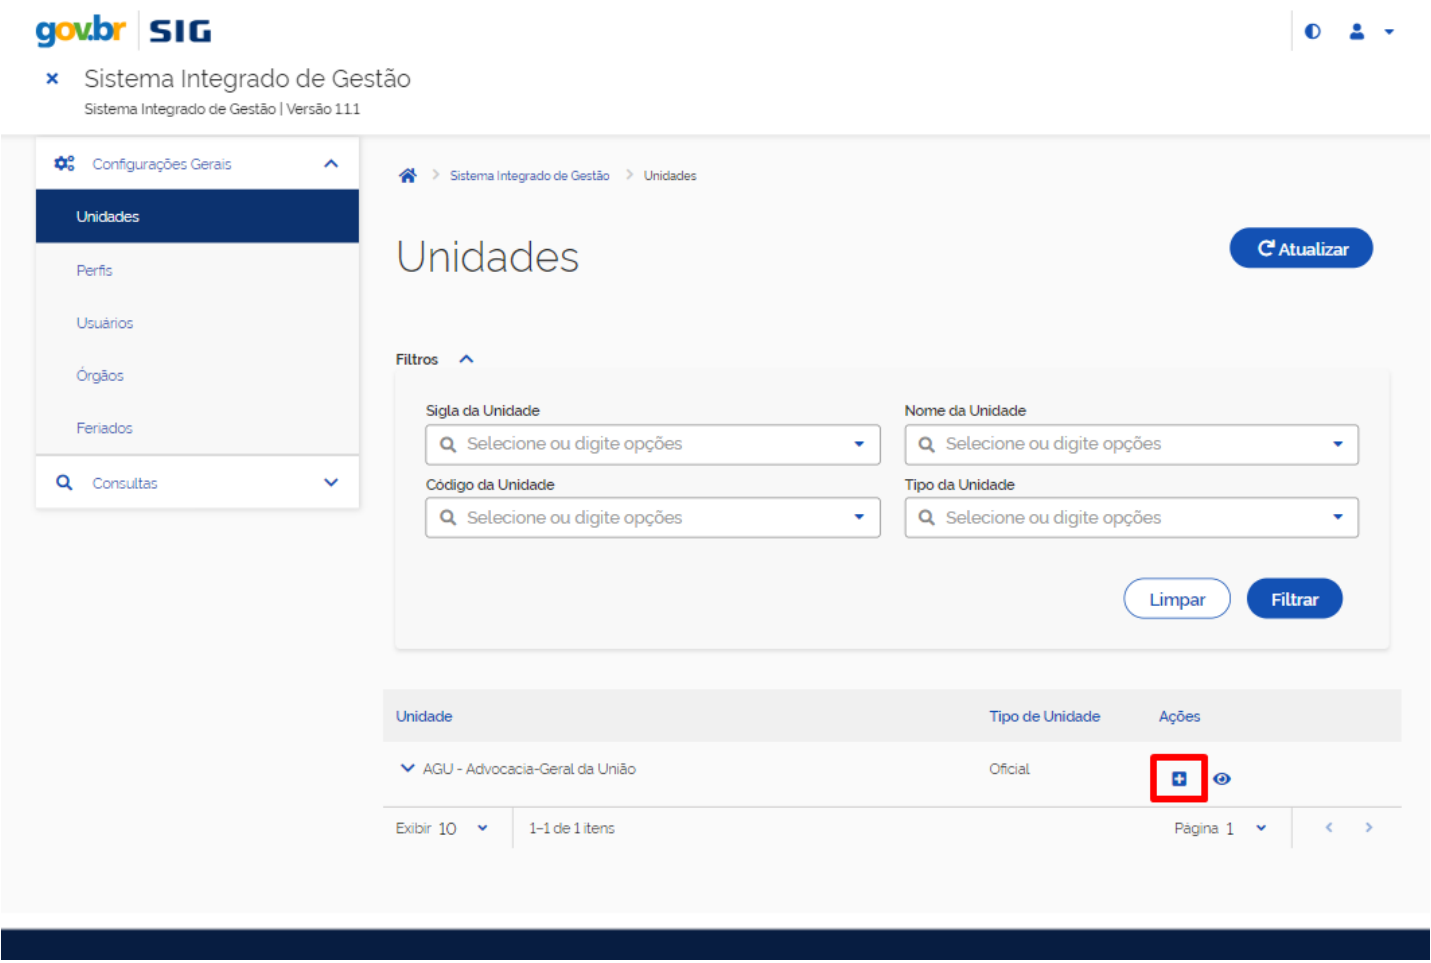 gov.br SIG
Sistema Integrado de Gestão
Sistema Integrado de Gestão | Versão 1.1.1
Configurações Gerais
Unidades
Perfis
Usuários
Órgãos
Feriados
Consultas
Sistema Integrado de Gestão > Unidades
Unidades
Atualizar
Filtros
Sigla da Unidade
Selecione ou digite opções
Nome da Unidade
Selecione ou digite opções
Código da Unidade
Selecione ou digite opções
Tipo da Unidade
Selecione ou digite opções
Limpar Filtrar
Unidade Tipo de Unidade Ações
AGU - Advocacia-Geral da União Oficial
Exibir 10 1-1 de 1 itens Página 1